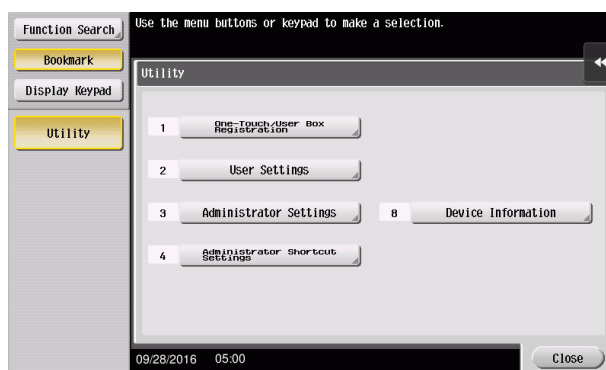 Function Search
Use the menu buttons or keypad to make a selection.
Bookmark
Display Keypad
Utility
Utility
1 One-Touch/User Box
Registration
2 User Settings
3 Administrator Settings
8 Device Information
4 Administrator Shortcut
Settings
09/28/2016 05:00
Close